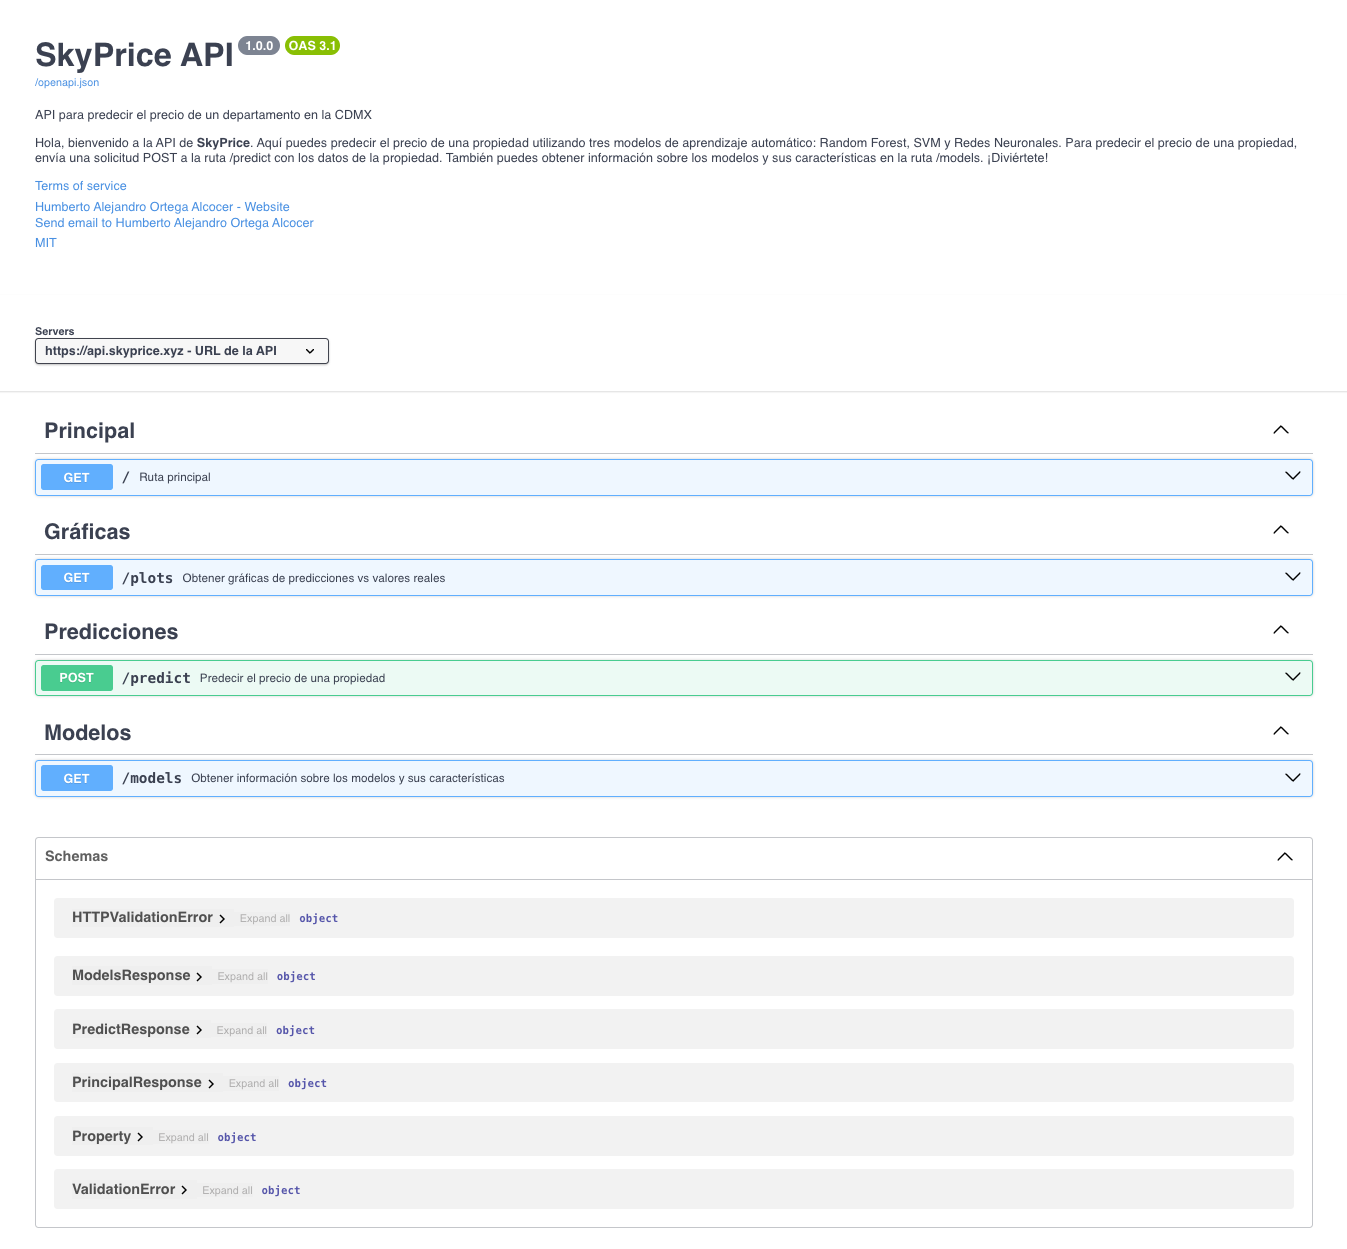 SkyPrice API 1.0.0 OAS 3.1
/openapi.json
API para predecir el precio de un departamento en la CDMX
Hola, bienvenido a la API de SkyPrice. Aquí puedes predecir el precio de una propiedad utilizando tres modelos de aprendizaje automático: Random Forest, SVM y Redes Neuronales. Para predecir el precio de una propiedad,
envía una solicitud POST a la ruta /predict con los datos de la propiedad. También puedes obtener información sobre los modelos y sus características en la ruta /models. ¡Diviértete!
Terms of service
Humberto Alejandro Ortega Alcocer - Website
Send email to Humberto Alejandro Ortega Alcocer
MIT
Servers
https://api.skyprice.xyz - URL de la API
Principal
GET / Ruta principal
Gráficas
GET /plots Obtener gráficas de predicciones vs valores reales
Predicciones
POST /predict Predecir el precio de una propiedad
Modelos
GET /models Obtener información sobre los modelos y sus características
Schemas
HTTPValidationError Expand all object
ModelsResponse Expand all object
PredictResponse Expand all object
PrincipalResponse Expand all object
Property Expand all object
ValidationError Expand all object